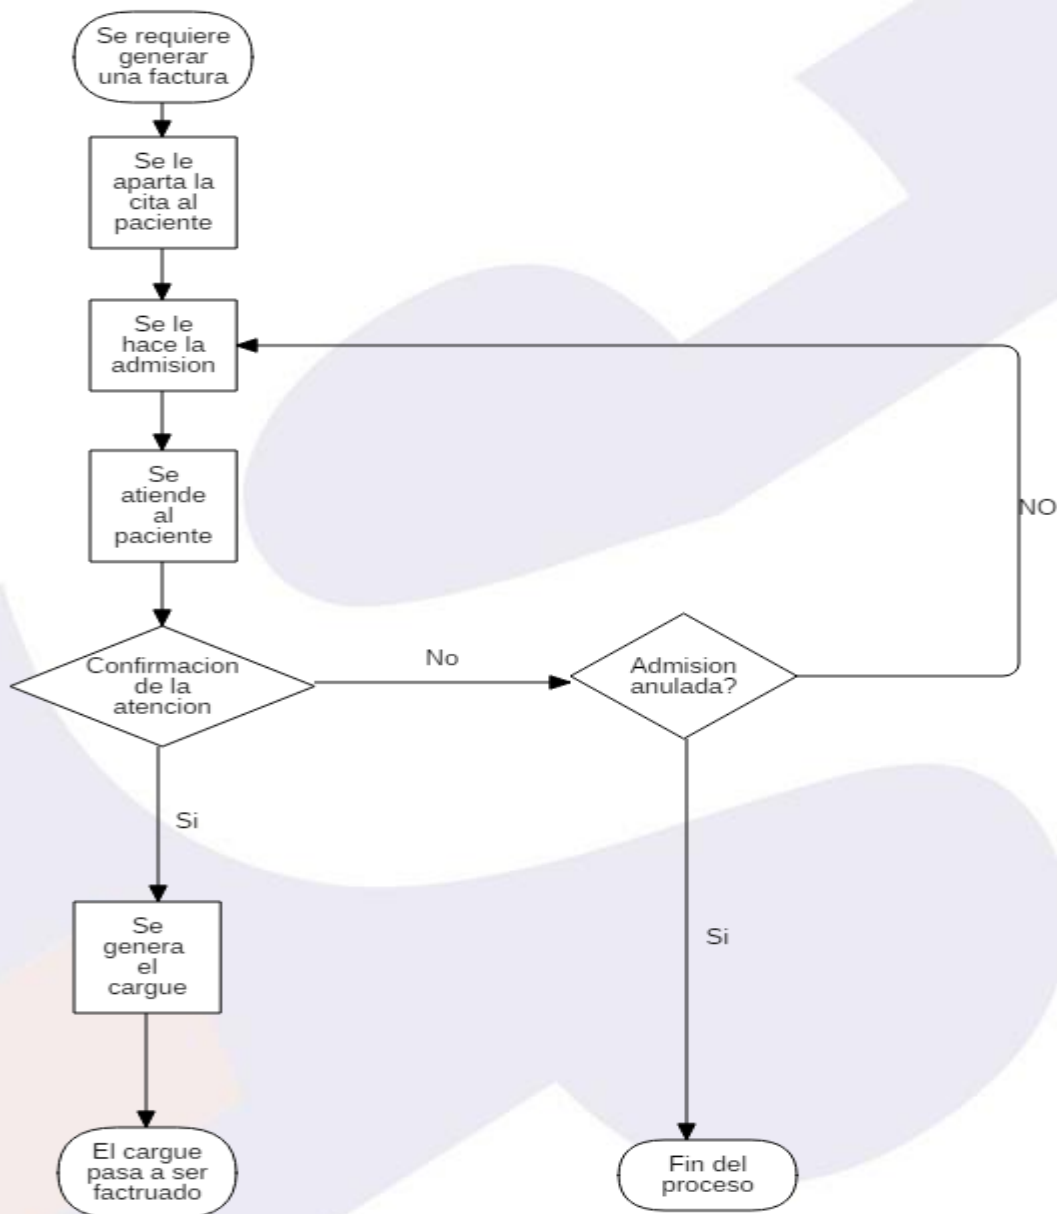 Se requiere
generar
una factura
Se le
aparta la
cita al
paciente
Se le
hace la
admision
Se
atiende
al
paciente
NO
Confirmacion
de la
atencion
No
Admision
anulada?
Si
Se
genera
el
cargue
Si
El cargue
pasa a ser
factruado
Fin del
proceso